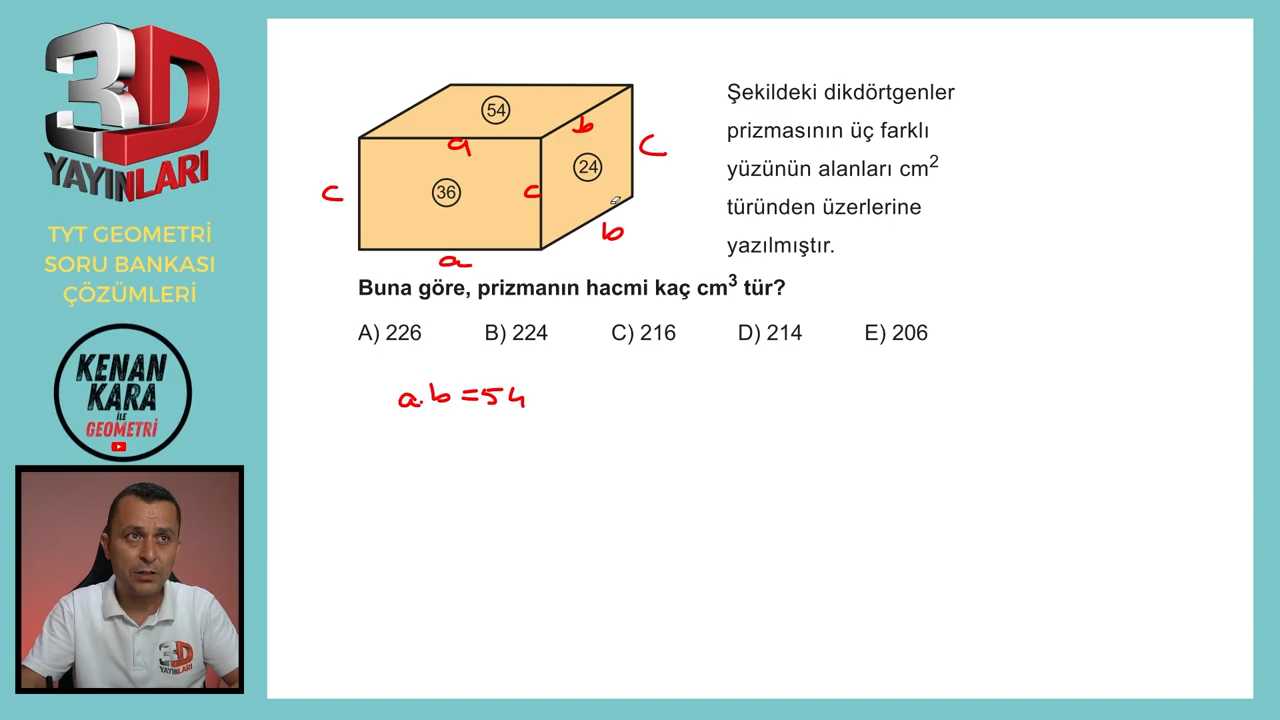 3D
YAYINLARI
TYT GEOMETRİ
SORU BANKASI
ÇÖZÜMLERİ
KENAN
KARA
İLE
GEOMETRİ
3D
YAYINLARI
54
b
a
C
24
c
36
c
b
a
Şekildeki dikdörtgenler
prizmasının üç farklı
yüzünün alanları cm²
türünden üzerlerine
yazılmıştır.
Buna göre, prizmanın hacmi kaç cm³ tür?
A) 226 B) 224 C) 216 D) 214 E) 206
a.b = 54